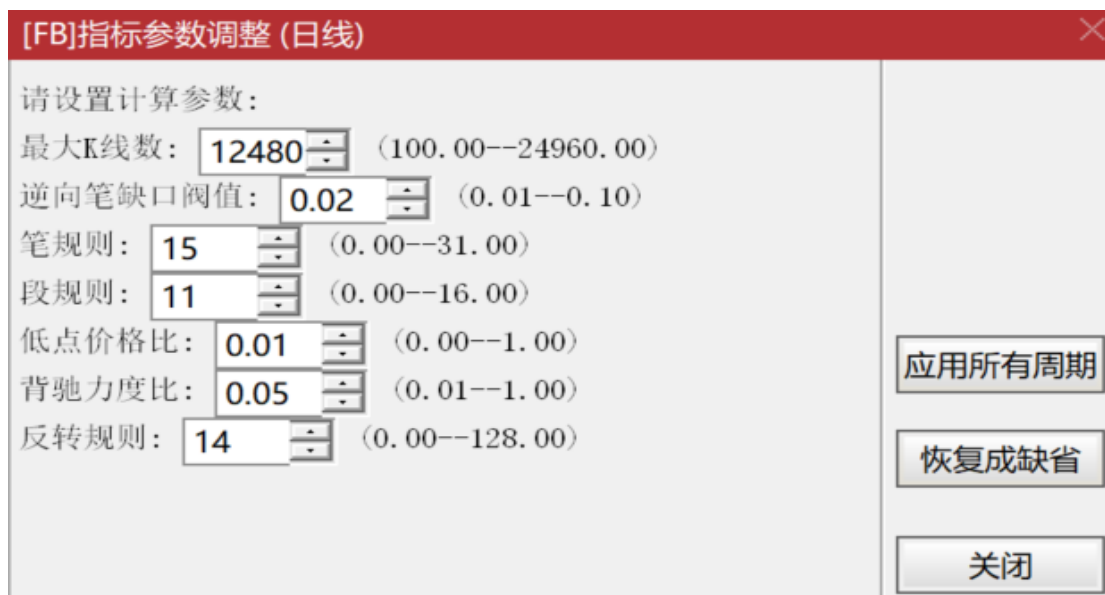 [FB]指标参数调整 (日线)
请设置计算参数:
最大K线数: 12480 (100.00--24960.00)
逆向笔缺口阀值: 0.02 (0.01--0.10)
笔规则: 15 (0.00--31.00)
段规则: 11 (0.00--16.00)
低点价格比: 0.01 (0.00--1.00)
背驰力度比: 0.05 (0.01--1.00)
反转规则: 14 (0.00--128.00)
应用所有周期
恢复成缺省
关闭